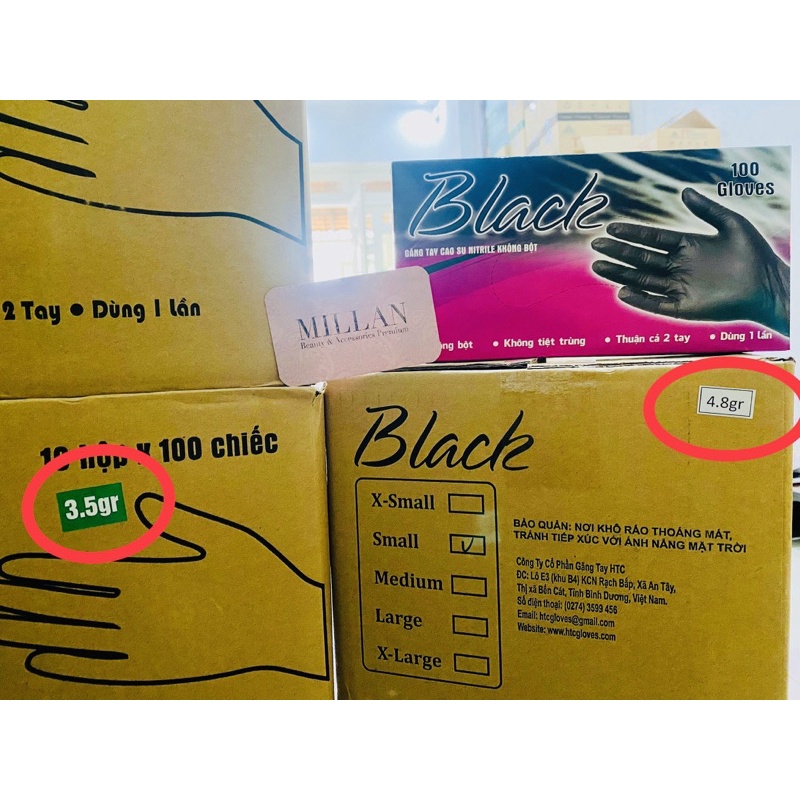 Black
100
Gloves
GĂNG TAY CAO SU NITRILE KHÔNG BỘT
ng bột • Không tiệt trùng • Thuận cả 2 tay • Dùng 1 Lần
MILLAN
Beauty & Accessories Premium
2 Tay • Dùng 1 Lần
10 hộp x 100 chiếc
3.5gr
4.8gr
Black
X-Small
Small
Medium
Large
X-Large
BẢO QUẢN: NƠI KHÔ RÁO THOÁNG MÁT,
TRÁNH TIẾP XÚC VỚI ÁNH NẮNG MẶT TRỜI
Công Ty Cổ Phần Găng Tay HTC
ĐC: Lô E3 (khu B4) KCN Rạch Bắp, Xã An Tây,
Thị xã Bến Cát, Tỉnh Bình Dương, Việt Nam.
Số điện thoại: (0274) 3599 456
Email: htcgloves@gmail.com
Website: www.htcgloves.com